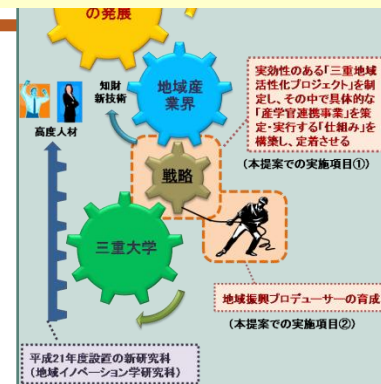 の発展
知財
新技術
地域産
業界
高度人材
戦略
三重大学
実効性のある「三重地域
活性化プロジェクト」を制
定し、その中で具体的な
「産学官連携事業」を策
定・実行する「仕組み」を
構築し、定着させる
(本提案での実施項目①)
地域振興プロデューサーの育成
(本提案での実施項目②)
平成21年度設置の新研究科
(地域イノベーション学研究科)